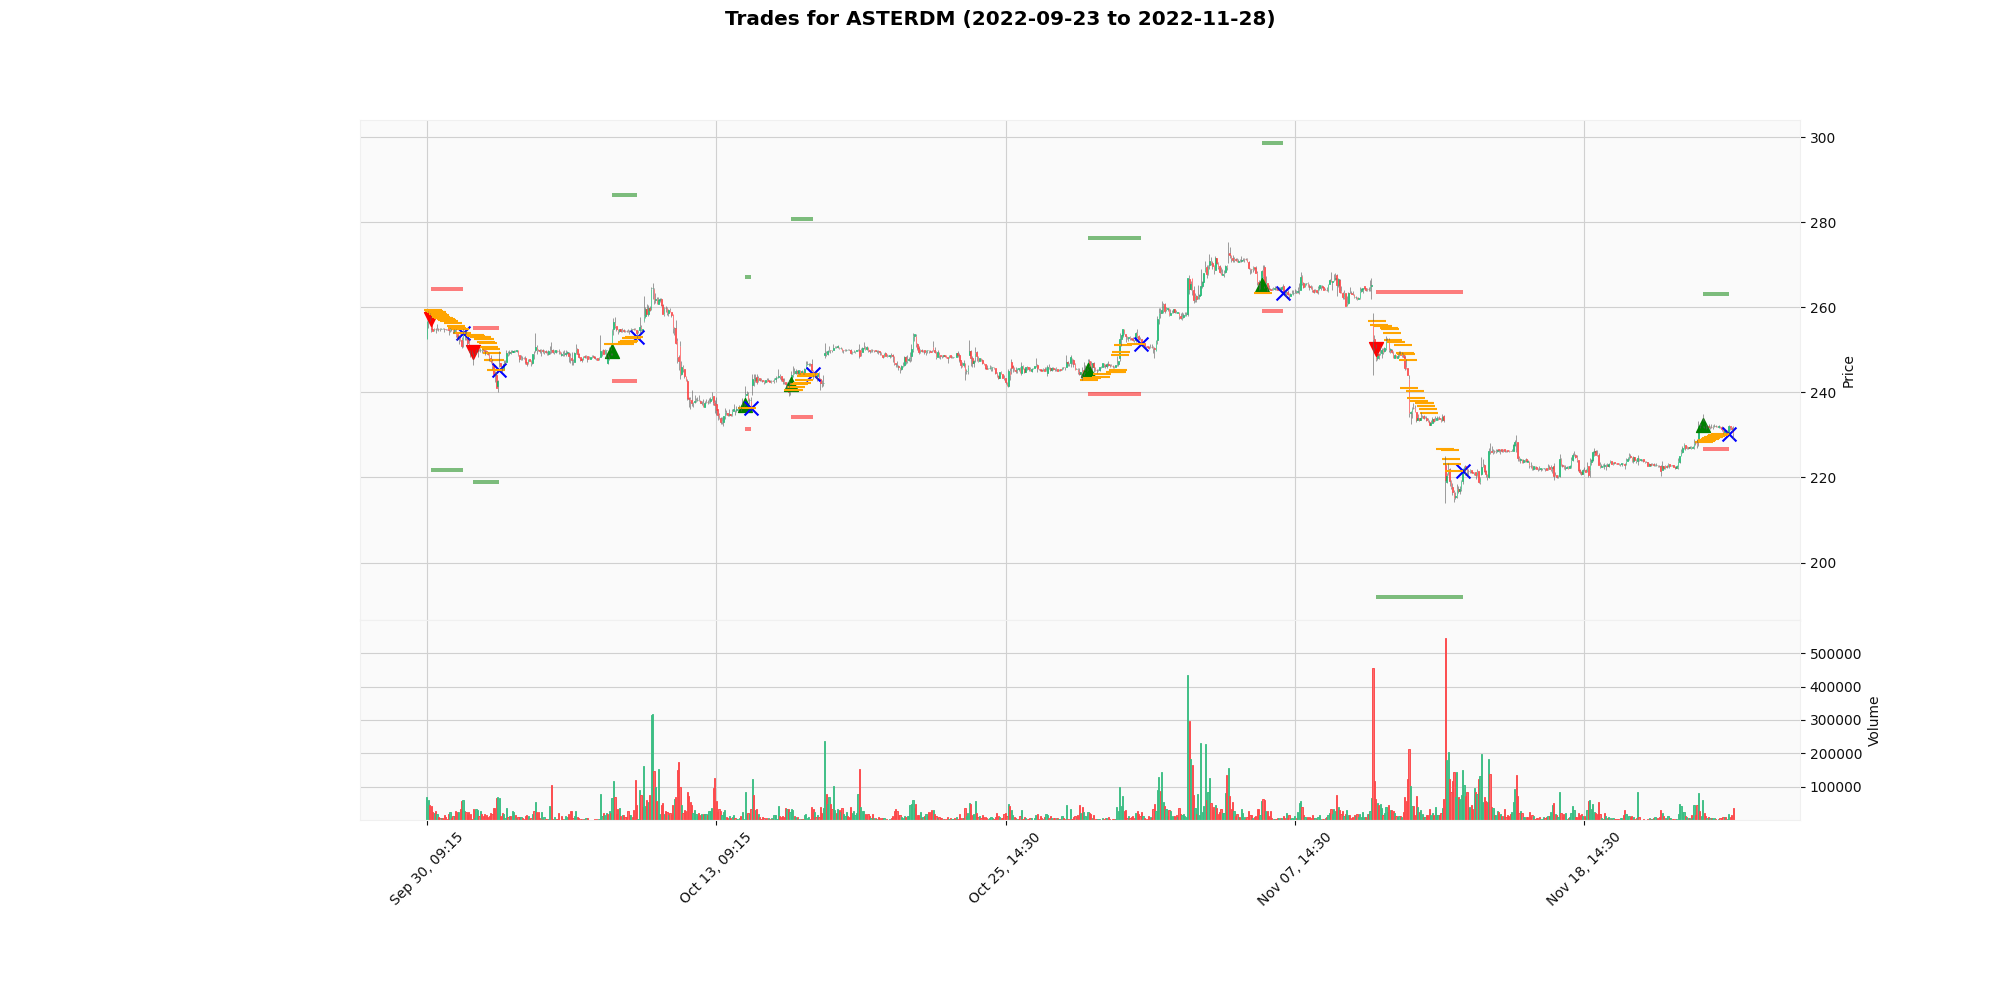 Trades for ASTERDM (2022-09-23 to 2022-11-28)
300
280
260
240
220
200
Price
500000
400000
300000
200000
100000
Volume
Sep 30, 09:15
Oct 13, 09:15
Oct 25, 14:30
Nov 07, 14:30
Nov 18, 14:30